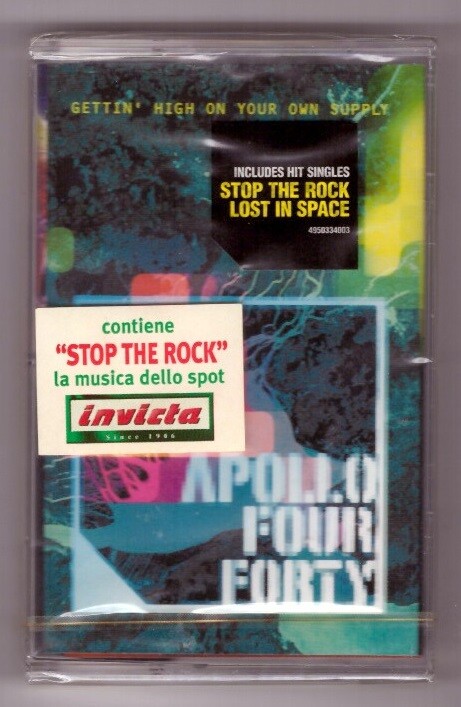 GETTIN' HIGH ON YOUR OWN SUPPLY
INCLUDES HIT SINGLES
STOP THE ROCK
LOST IN SPACE
4950334003
contiene
“STOP THE ROCK”
la musica dello spot
invicta
Since 1906
APOLLO
FOUR
FORTY